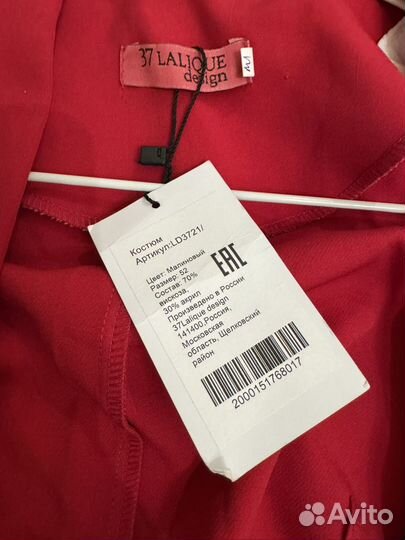 37 LALIQUE
design
M
Костюм
Артикул:LD3721/
Цвет: Малиновый
Размер: 52
Состав: 70%
вискоза,
30% акрил
Произведено в России
37Lalique design
141400,Россия,
Московская
область, Щелковский
район
EAC
2000151768017
Avito